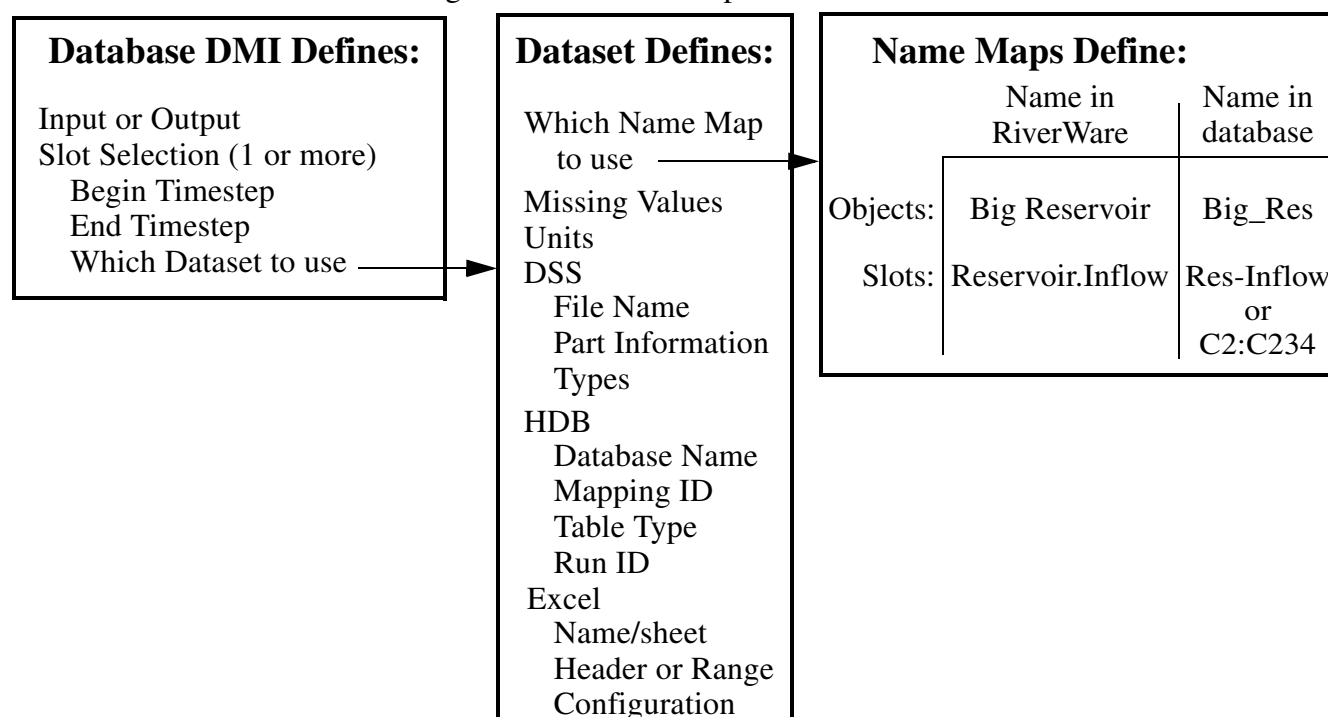 Database DMI Defines:
Input or Output
Slot Selection (1 or more)
Begin Timestep
End Timestep
Which Dataset to use
Dataset Defines:
Which Name Map
to use
Missing Values
Units
DSS
File Name
Part Information
Types
HDB
Database Name
Mapping ID
Table Type
Run ID
Excel
Name/sheet
Header or Range
Configuration
Name Maps Define:
Name in RiverWare
Name in database
Objects: Big Reservoir Big_Res
Slots: Reservoir.Inflow Res-Inflow
or
C2:C234